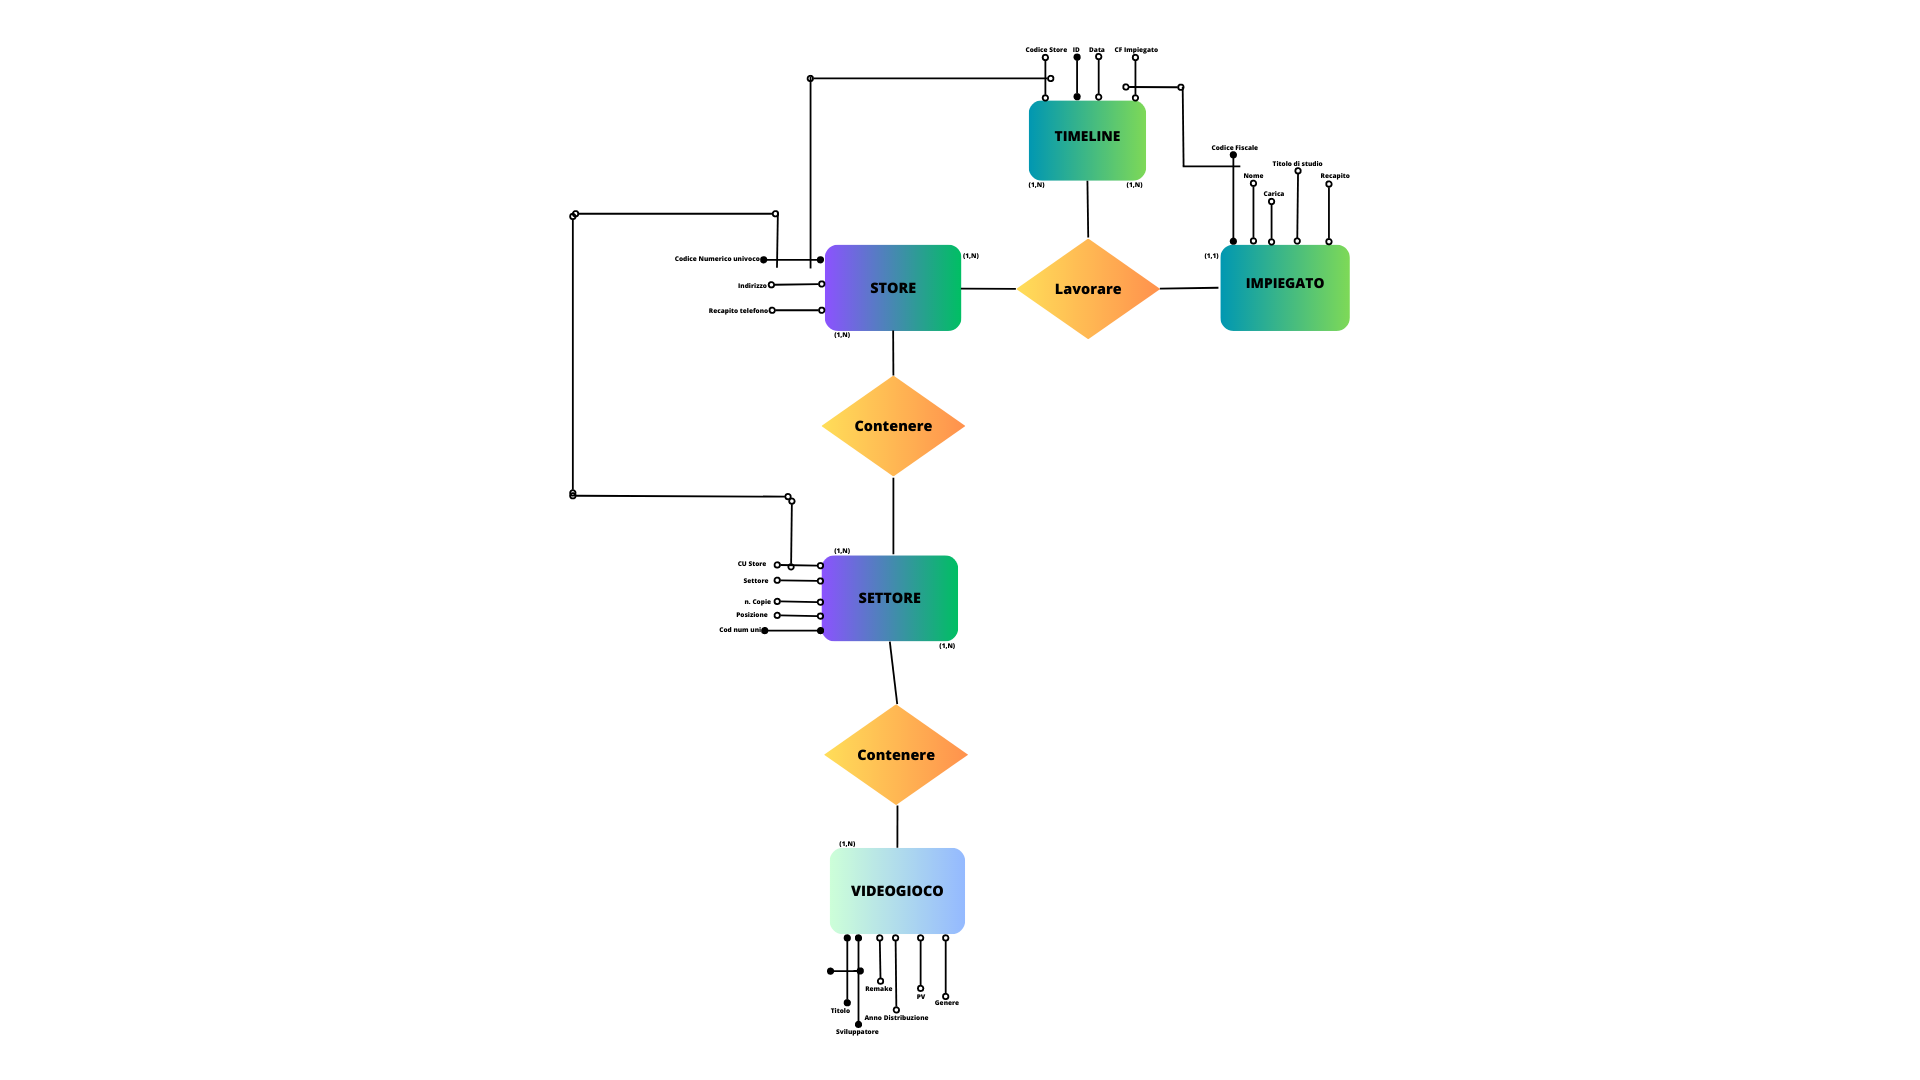 Codice Store
ID
Data
CF Impiegato
TIMELINE
(1,N)
(1,N)
Codice Fiscale
Nome
Carica
Titolo di studio
Recapito
(1,1)
IMPIEGATO
Codice Numerico univoco
Indirizzo
Recapito telefono
STORE
(1,N)
(1,N)
Lavorare
Contenere
(1,N)
CU Store
Settore
n. Copie
Posizione
Cod num uni
SETTORE
(1,N)
Contenere
(1,N)
VIDEOGIOCO
Titolo
Sviluppatore
Remake
Anno Distribuzione
PV
Genere